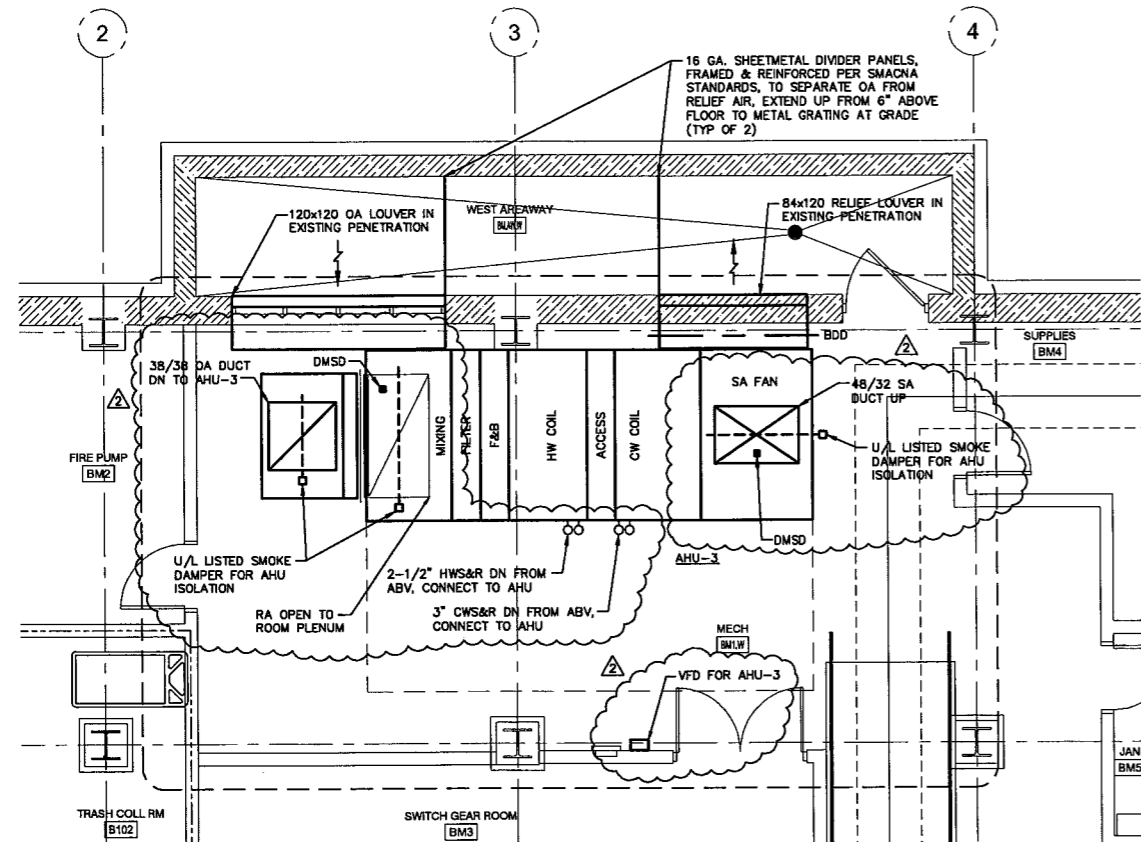 2
3
4
16 GA. SHEETMETAL DIVIDER PANELS,
FRAMED & REINFORCED PER SMACNA
STANDARDS, TO SEPARATE OA FROM
RELIEF AIR, EXTEND UP FROM 6" ABOVE
FLOOR TO METAL GRATING AT GRADE
(TYP OF 2)
120x120 OA LOUVER IN
EXISTING PENETRATION
WEST AREAWAY
84x120 RELIEF LOUVER IN
EXISTING PENETRATION
BDD
2
SUPPLIES
BM4
38/38 OA DUCT
DN TO AHU-3
DMSD
2
MIXING
FILTER
F&B
HW COIL
ACCESS
CW COIL
SA FAN
48/32 SA
DUCT UP
FIRE PUMP
BM2
U/L LISTED SMOKE
DAMPER FOR AHU
ISOLATION
DMSD
AHU-3
U/L LISTED SMOKE
DAMPER FOR AHU
ISOLATION
2-1/2" HWS&R DN FROM
ABV, CONNECT TO AHU
RA OPEN TO
ROOM PLENUM
3" CWS&R DN FROM ABV,
CONNECT TO AHU
MECH
BM1.W
2
VFD FOR AHU-3
JAN
BM5
TRASH COLL RM
B102
SWITCH GEAR ROOM
BM3